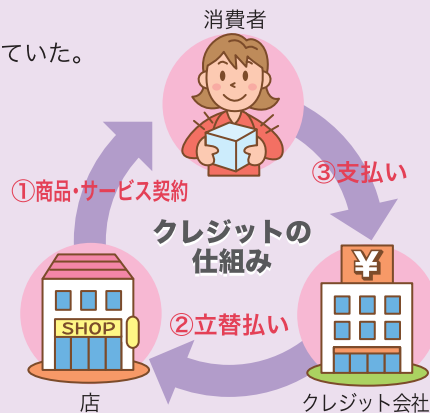 消費者
ていた。
①商品・サービス契約
③支払い
クレジットの
仕組み
¥
SHOP
②立替払い
店
クレジット会社